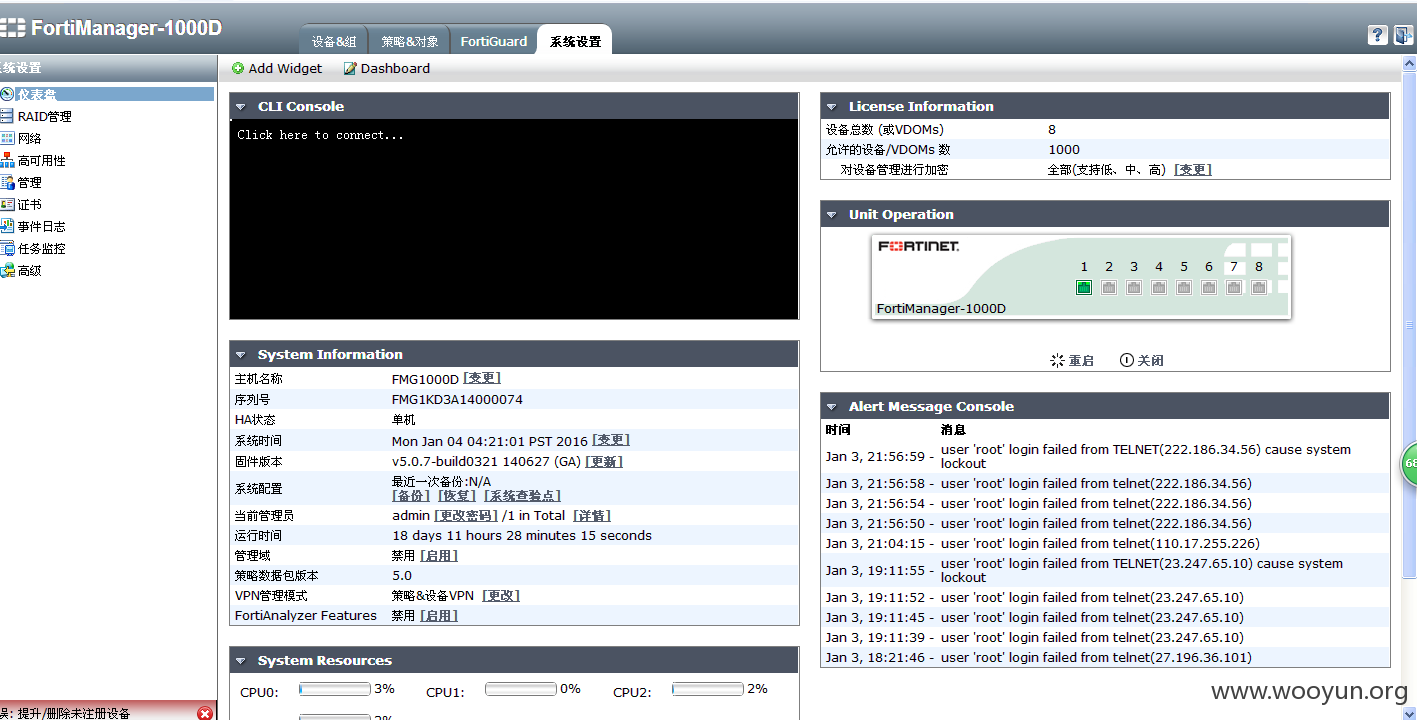 FortiManager-1000D
设备&组 策略&对象 FortiGuard 系统设置
系统设置
Add Widget Dashboard
仪表盘
RAID管理
网络
高可用性
管理
证书
事件日志
任务监控
高级
CLI Console
Click here to connect...
System Information
主机名称 FMG1000D [变更]
序列号 FMG1KD3A14000074
HA状态 单机
系统时间 Mon Jan 04 04:21:01 PST 2016 [变更]
固件版本 v5.0.7-build0321 140627 (GA) [更新]
系统配置 最近一次备份:N/A
[备份] [恢复] [系统查验点]
当前管理员 admin [更改密码] /1 in Total [详情]
运行时间 18 days 11 hours 28 minutes 15 seconds
管理域 禁用 [启用]
策略数据包版本 5.0
VPN管理模式 策略&设备VPN [更改]
FortiAnalyzer Features 禁用 [启用]
System Resources
CPU0: 3% CPU1: 0% CPU2: 2%
2%
License Information
设备总数 (或VDOMs) 8
允许的设备/VDOMs 数 1000
对设备管理进行加密 全部(支持低、中、高) [变更]
Unit Operation
FORTINET.
1 2 3 4 5 6 7 8
FortiManager-1000D
重启 关闭
Alert Message Console
时间 消息
Jan 3, 21:56:59 - user 'root' login failed from TELNET(222.186.34.56) cause system
lockout
Jan 3, 21:56:58 - user 'root' login failed from telnet(222.186.34.56)
Jan 3, 21:56:54 - user 'root' login failed from telnet(222.186.34.56)
Jan 3, 21:56:50 - user 'root' login failed from telnet(222.186.34.56)
Jan 3, 21:04:15 - user 'root' login failed from telnet(110.17.255.226)
Jan 3, 19:11:55 - user 'root' login failed from TELNET(23.247.65.10) cause system
lockout
Jan 3, 19:11:52 - user 'root' login failed from telnet(23.247.65.10)
Jan 3, 19:11:45 - user 'root' login failed from telnet(23.247.65.10)
Jan 3, 19:11:39 - user 'root' login failed from telnet(23.247.65.10)
Jan 3, 18:21:46 - user 'root' login failed from telnet(27.196.36.101)
68
误: 提升/删除未注册设备
www.wooyun.org